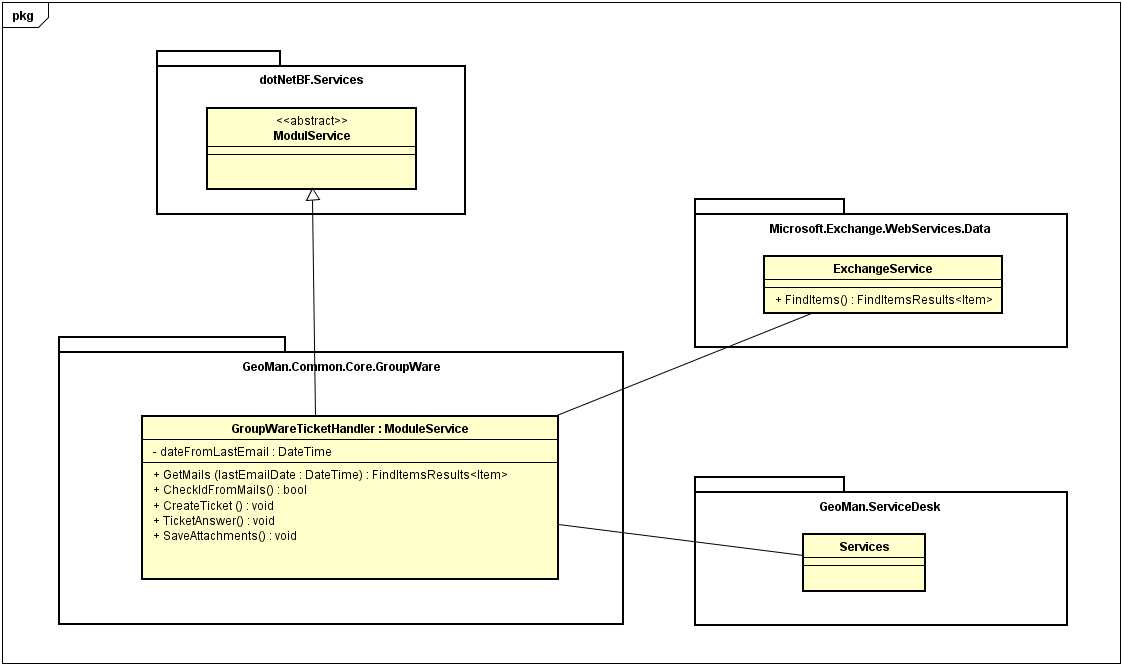 pkg
dotNetBF.Services
<<abstract>>
ModulService
Microsoft.Exchange.WebServices.Data
ExchangeService
+ FindItems() : FindItemsResults<Item>
GeoMan.Common.Core.GroupWare
GroupWareTicketHandler : ModuleService
- dateFromLastEmail : DateTime
+ GetMails (lastEmailDate : DateTime) : FindItemsResults<Item>
+ CheckIdFromMails() : bool
+ CreateTicket () : void
+ TicketAnswer() : void
+ SaveAttachments() : void
GeoMan.ServiceDesk
Services